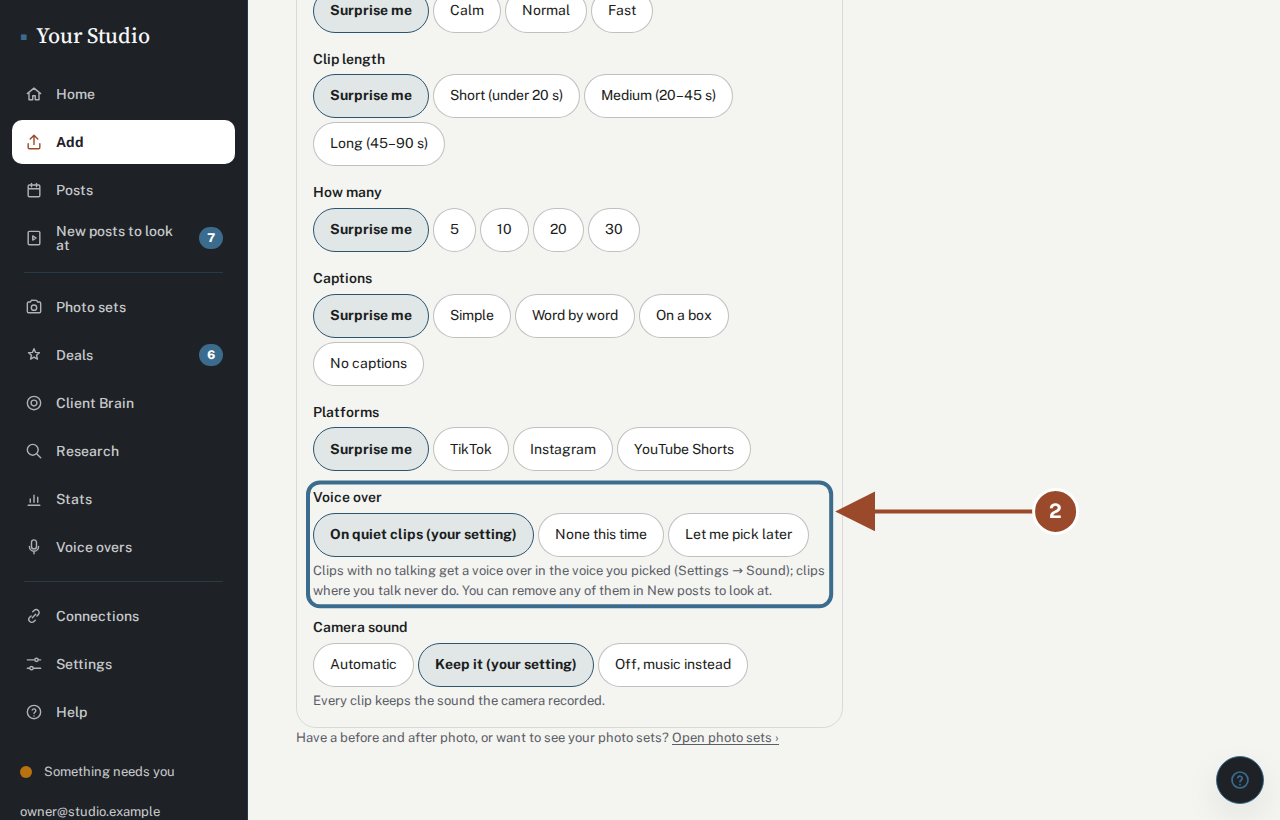 Your Studio
Home
Add
Posts
New posts to look
at
7
Photo sets
Deals
6
Client Brain
Research
Stats
Voice overs
Connections
Settings
Help
Something needs you
owner@studio.example
Surprise me
Calm
Normal
Fast
Clip length
Surprise me
Short (under 20 s)
Medium (20–45 s)
Long (45–90 s)
How many
Surprise me
5
10
20
30
Captions
Surprise me
Simple
Word by word
On a box
No captions
Platforms
Surprise me
TikTok
Instagram
YouTube Shorts
Voice over
On quiet clips (your setting)
None this time
Let me pick later
Clips with no talking get a voice over in the voice you picked (Settings → Sound); clips
where you talk never do. You can remove any of them in New posts to look at.
2
Camera sound
Automatic
Keep it (your setting)
Off, music instead
Every clip keeps the sound the camera recorded.
Have a before and after photo, or want to see your photo sets? Open photo sets ›